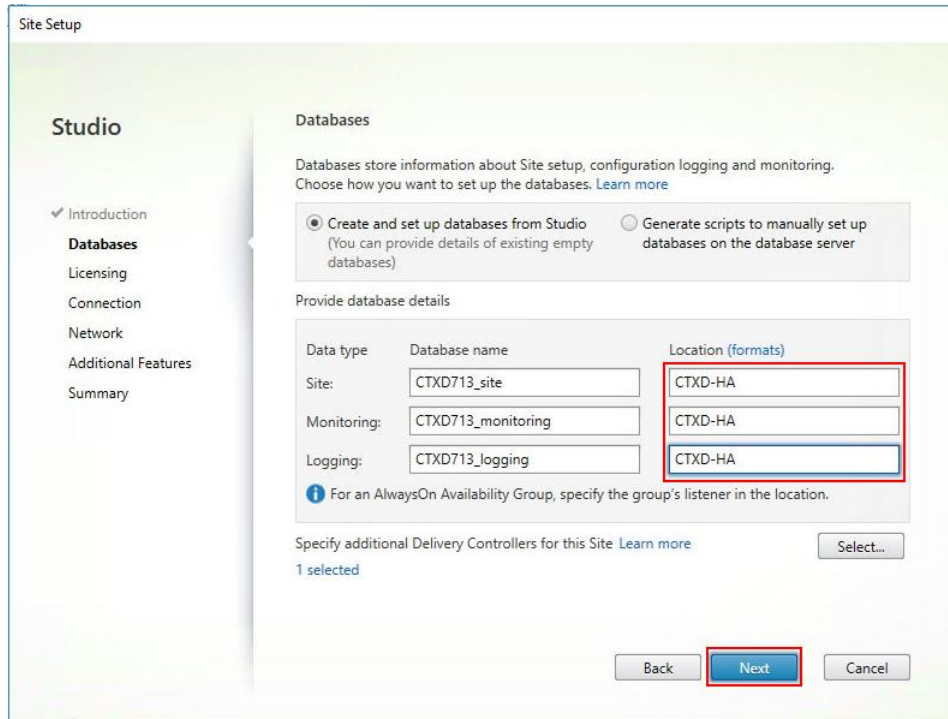 Site Setup
Studio
Introduction
Databases
Licensing
Connection
Network
Additional Features
Summary
Databases
Databases store information about Site setup, configuration logging and monitoring.
Choose how you want to set up the databases. Learn more
Create and set up databases from Studio
(You can provide details of existing empty
databases)
Generate scripts to manually set up
databases on the database server
Provide database details
Data type Database name Location (formats)
Site: CTXD713_site CTXD-HA
Monitoring: CTXD713_monitoring CTXD-HA
Logging: CTXD713_logging CTXD-HA
For an AlwaysOn Availability Group, specify the group's listener in the location.
Specify additional Delivery Controllers for this Site Learn more Select...
1 selected
Back Next Cancel